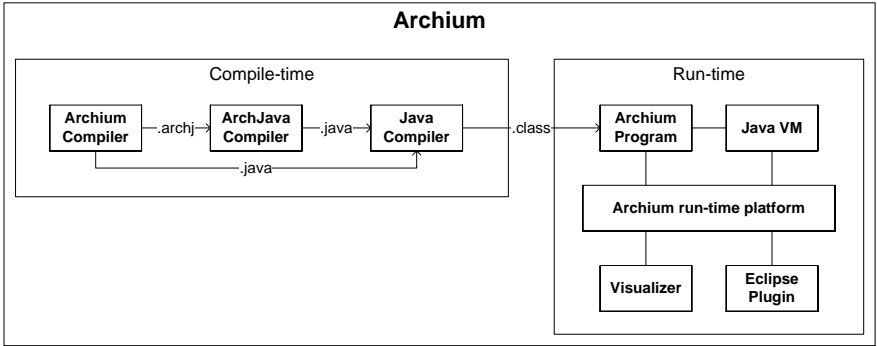 Archium
Compile-time
Archium
Compiler
.archj
ArchJava
Compiler
.java
Java
Compiler
.java
.class
Run-time
Archium
Program
Java VM
Archium run-time platform
Visualizer
Eclipse
Plugin